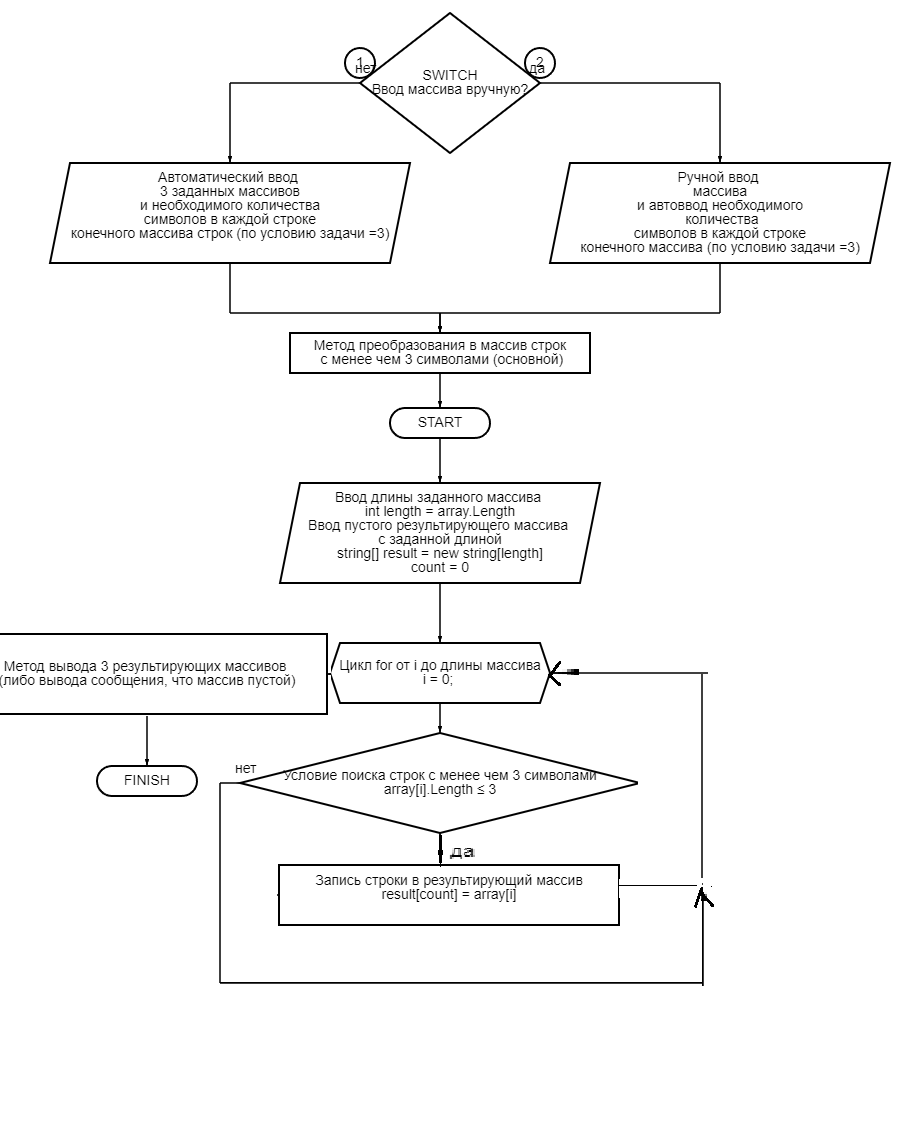 1
нет
2
да
SWITCH
Ввод массива вручную?
Автоматический ввод
3 заданных массивов
и необходимого количества
символов в каждой строке
конечного массива строк (по условию задачи =3)
Ручной ввод
массива
и автоввод необходимого
количества
символов в каждой строке
конечного массива (по условию задачи =3)
Метод преобразования в массив строк
с менее чем 3 символами (основной)
START
Ввод длины заданного массива
int length = array.Length
Ввод пустого результирующего массива
с заданной длиной
string[] result = new string[length]
count = 0
Метод вывода 3 результирующих массивов
(либо вывода сообщения, что массив пустой)
Цикл for от i до длины массива
i = 0;
FINISH
нет
Условие поиска строк с менее чем 3 символами
array[i].Length ≤ 3
да
Запись строки в результирующий массив
result[count] = array[i]